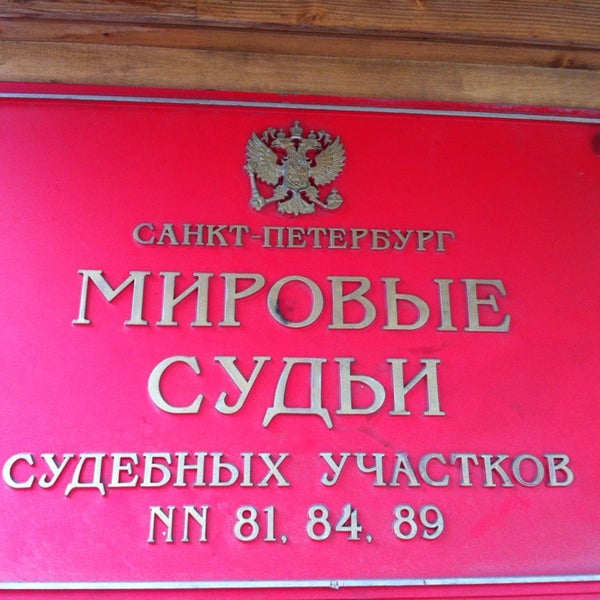 САНКТ-ПЕТЕРБУРГ
МИРОВЫЕ
СУДЬИ
СУДЕБНЫХ УЧАСТКОВ
NN 81, 84, 89